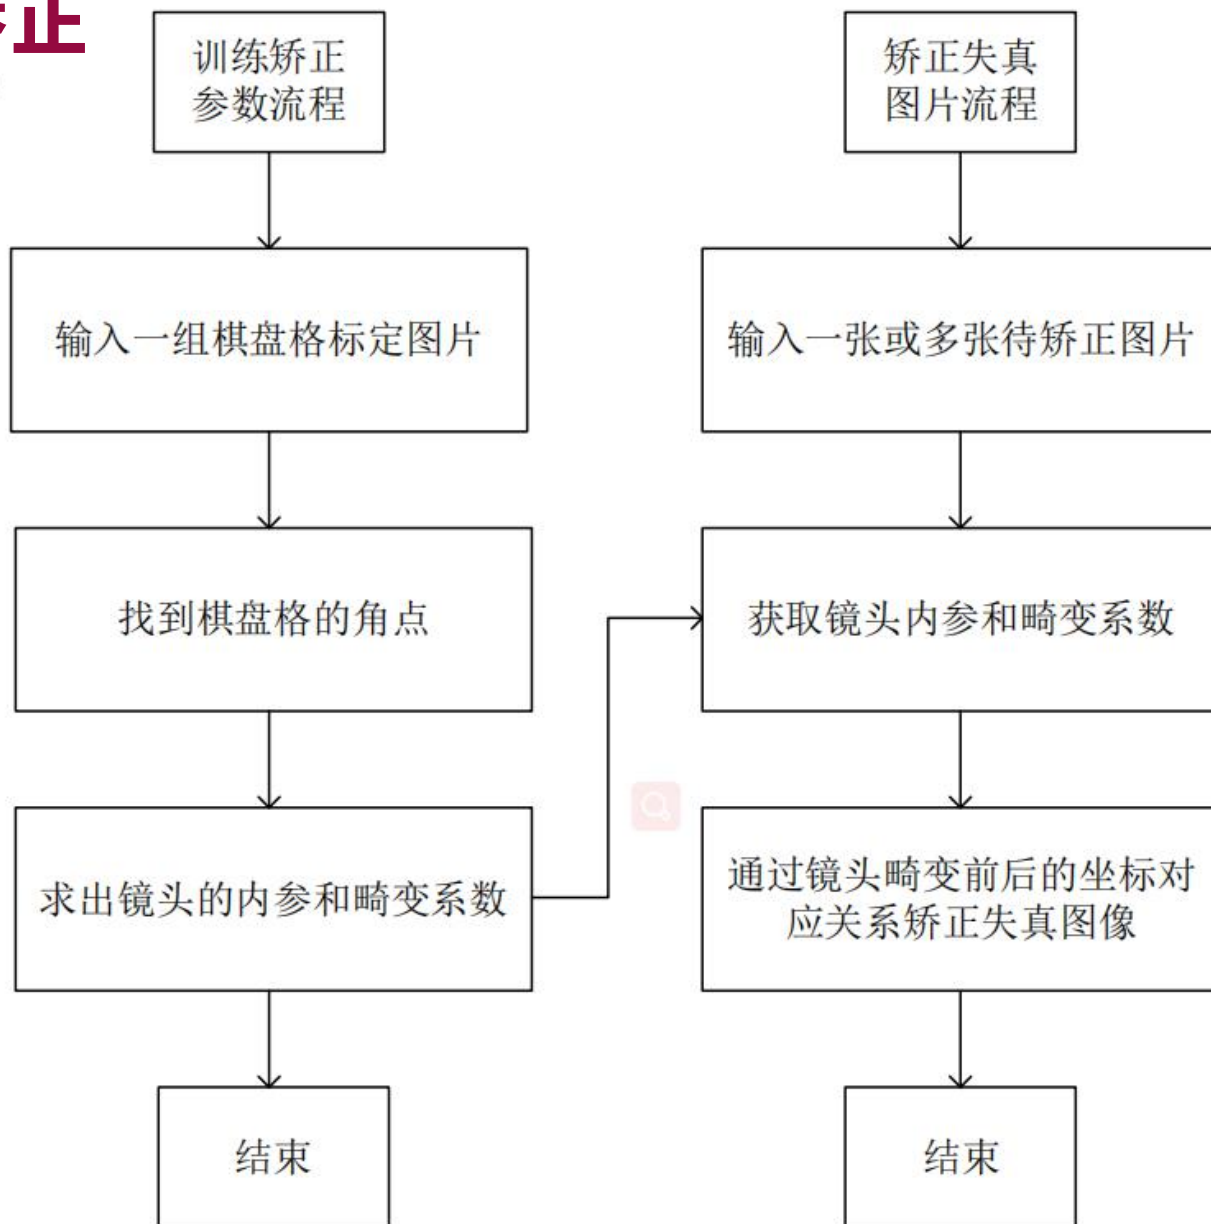 正
训练矫正
参数流程
输入一组棋盘格标定图片
找到棋盘格的角点
求出镜头的内参和畸变系数
结束
矫正失真
图片流程
输入一张或多张待矫正图片
获取镜头内参和畸变系数
通过镜头畸变前后的坐标对
应关系矫正失真图像
结束